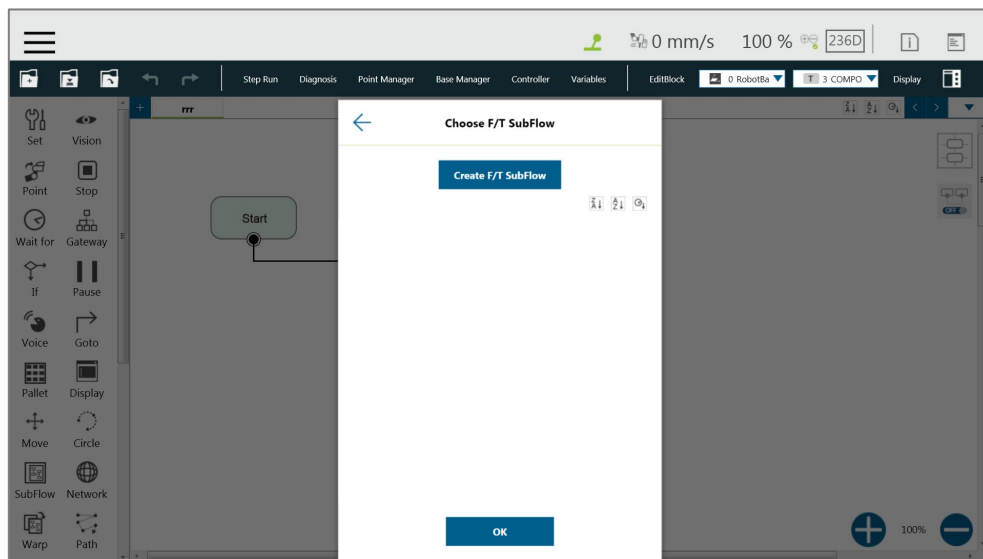 0 mm/s 100 % 236D
Step Run Diagnosis Point Manager Base Manager Controller Variables EditBlock 0 RobotBa T 3 COMPO Display
+ rrr
Choose F/T SubFlow
Create F/T SubFlow
Set Vision
Point Stop
Wait for Gateway
If Pause
Voice Goto
Pallet Display
Move Circle
SubFlow Network
Warp Path
Start
OFF
OK
100%